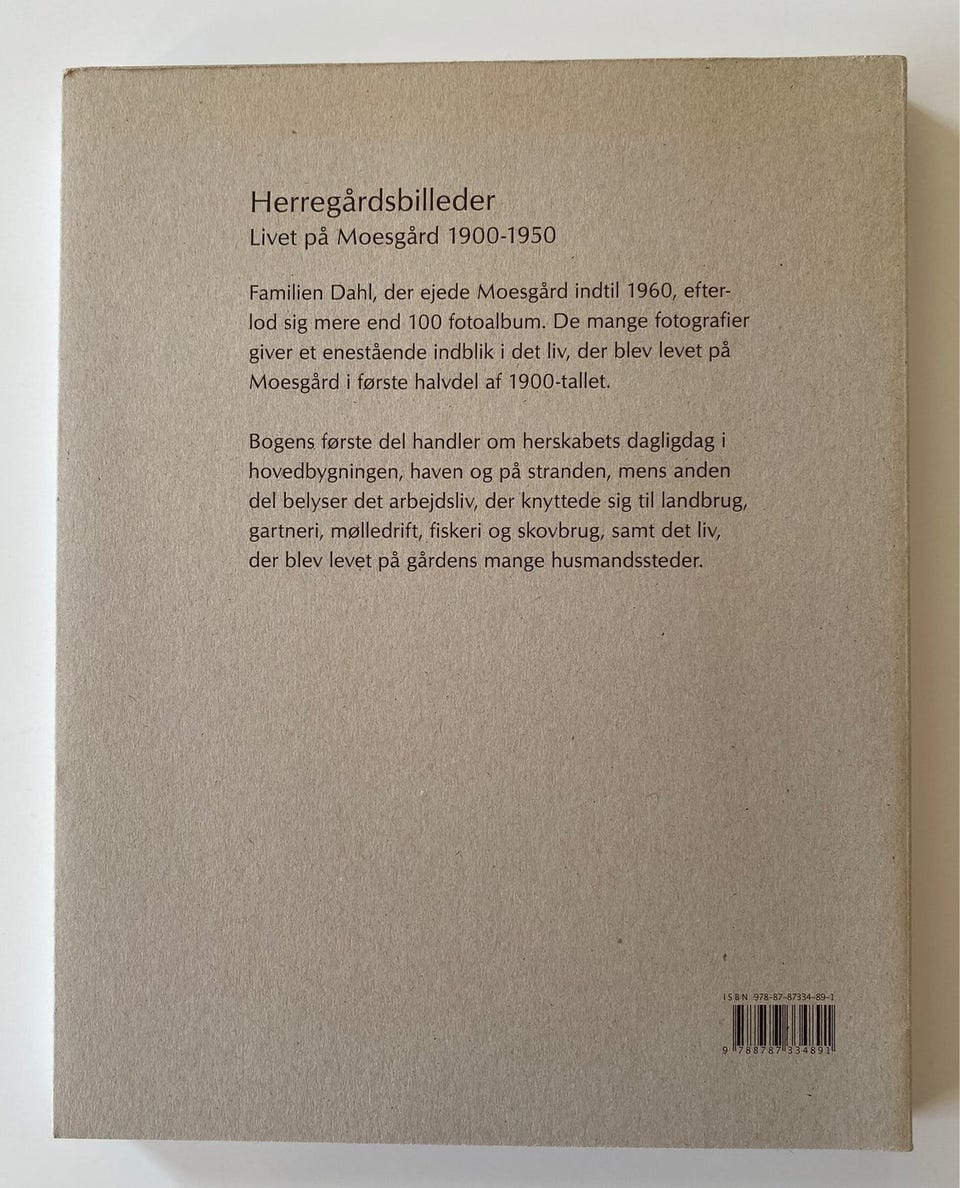 Herregårdsbilleder
Livet på Moesgård 1900-1950
Familien Dahl, der ejede Moesgård indtil 1960, efter-
lod sig mere end 100 fotoalbum. De mange fotografier
giver et enestående indblik i det liv, der blev levet på
Moesgård i første halvdel af 1900-tallet.
Bogens første del handler om herskabets dagligdag i
hovedbygningen, haven og på stranden, mens anden
del belyser det arbejdsliv, der knyttede sig til landbrug,
gartneri, mølledrift, fiskeri og skovbrug, samt det liv,
der blev levet på gårdens mange husmandssteder.
ISBN 978-87-87334-89-1
9 788787 334891